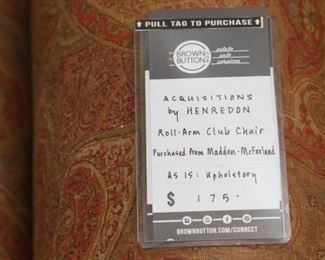 PULL TAG TO PURCHASE
BROWN
BUTTON
estate
sale
services
ACQUISITIONS
by HENREDON
Roll-Arm Club Chair
Purchased from Madden-McFarland
AS IS: Upholstery
$ 175-
BROWNBUTTON.COM/CONNECT